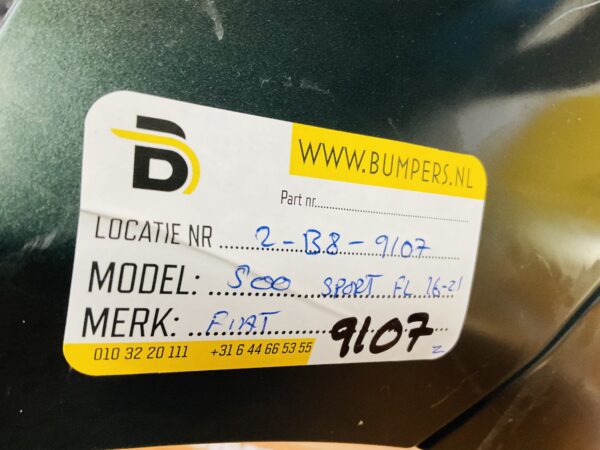 B
WWW.BUMPERS.NL
Part nr.
LOCATIE NR 2-B8-9107
MODEL: 500 SPORT FL 16-21
MERK: FIAT 9107
z
010 32 20 111 +31 6 44 66 53 55